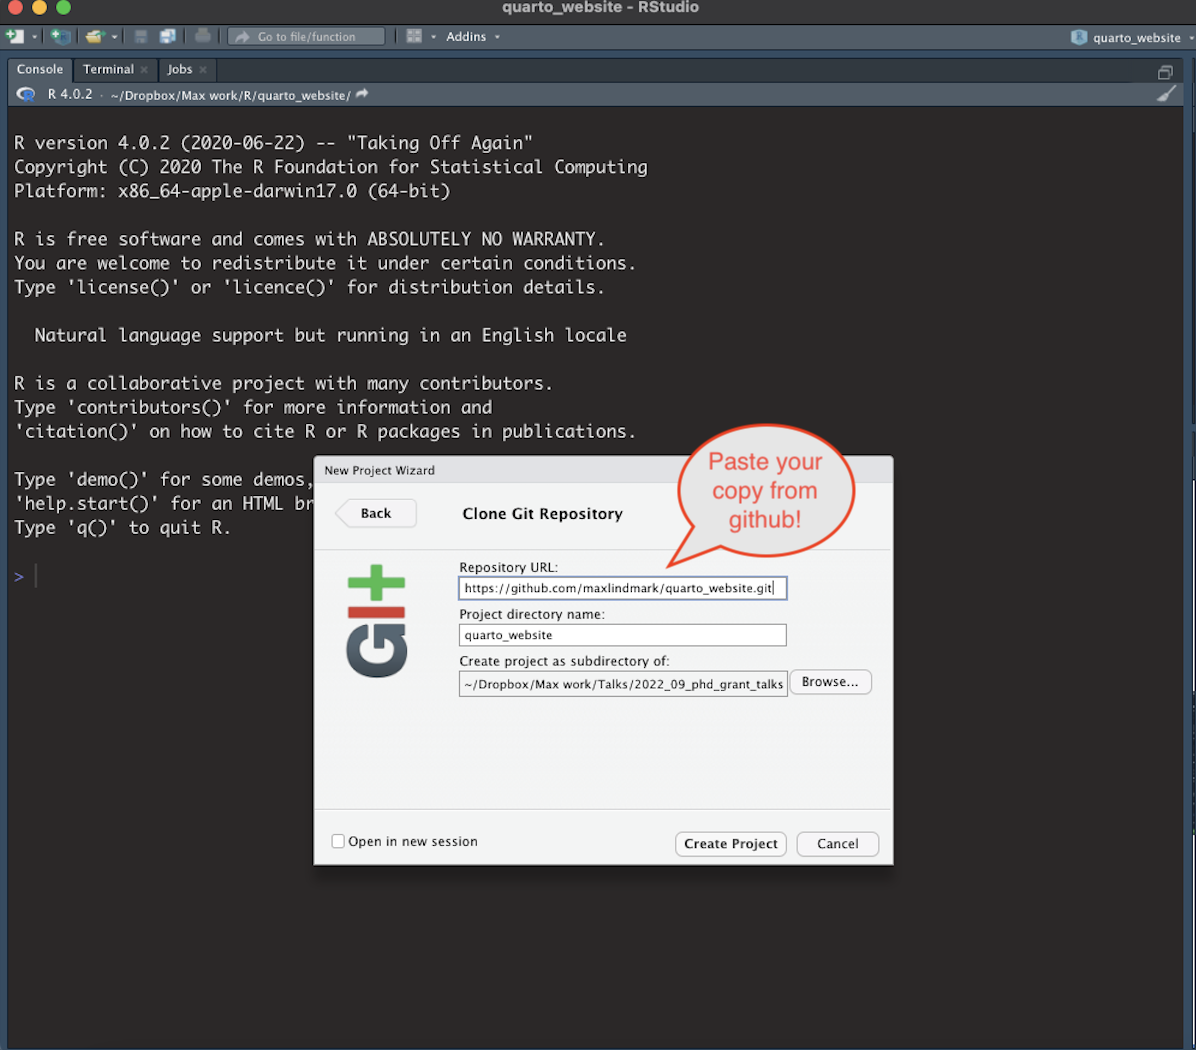 quarto_website - RStudio
Go to file/function
Addins
quarto_website
Console
Terminal
Jobs
R 4.0.2 · ~/Dropbox/Max work/R/quarto_website/
R version 4.0.2 (2020-06-22) -- "Taking Off Again"
Copyright (C) 2020 The R Foundation for Statistical Computing
Platform: x86_64-apple-darwin17.0 (64-bit)
R is free software and comes with ABSOLUTELY NO WARRANTY.
You are welcome to redistribute it under certain conditions.
Type 'license()' or 'licence()' for distribution details.
Natural language support but running in an English locale
R is a collaborative project with many contributors.
Type 'contributors()' for more information and
'citation()' on how to cite R or R packages in publications.
Type 'demo()' for some demos,
'help.start()' for an HTML br
Type 'q()' to quit R.
>
New Project Wizard
Back
Clone Git Repository
Paste your
copy from
github!
git
Repository URL:
https://github.com/maxlindmark/quarto_website.git
Project directory name:
quarto_website
Create project as subdirectory of:
~/Dropbox/Max work/Talks/2022_09_phd_grant_talks
Browse...
Open in new session
Create Project
Cancel